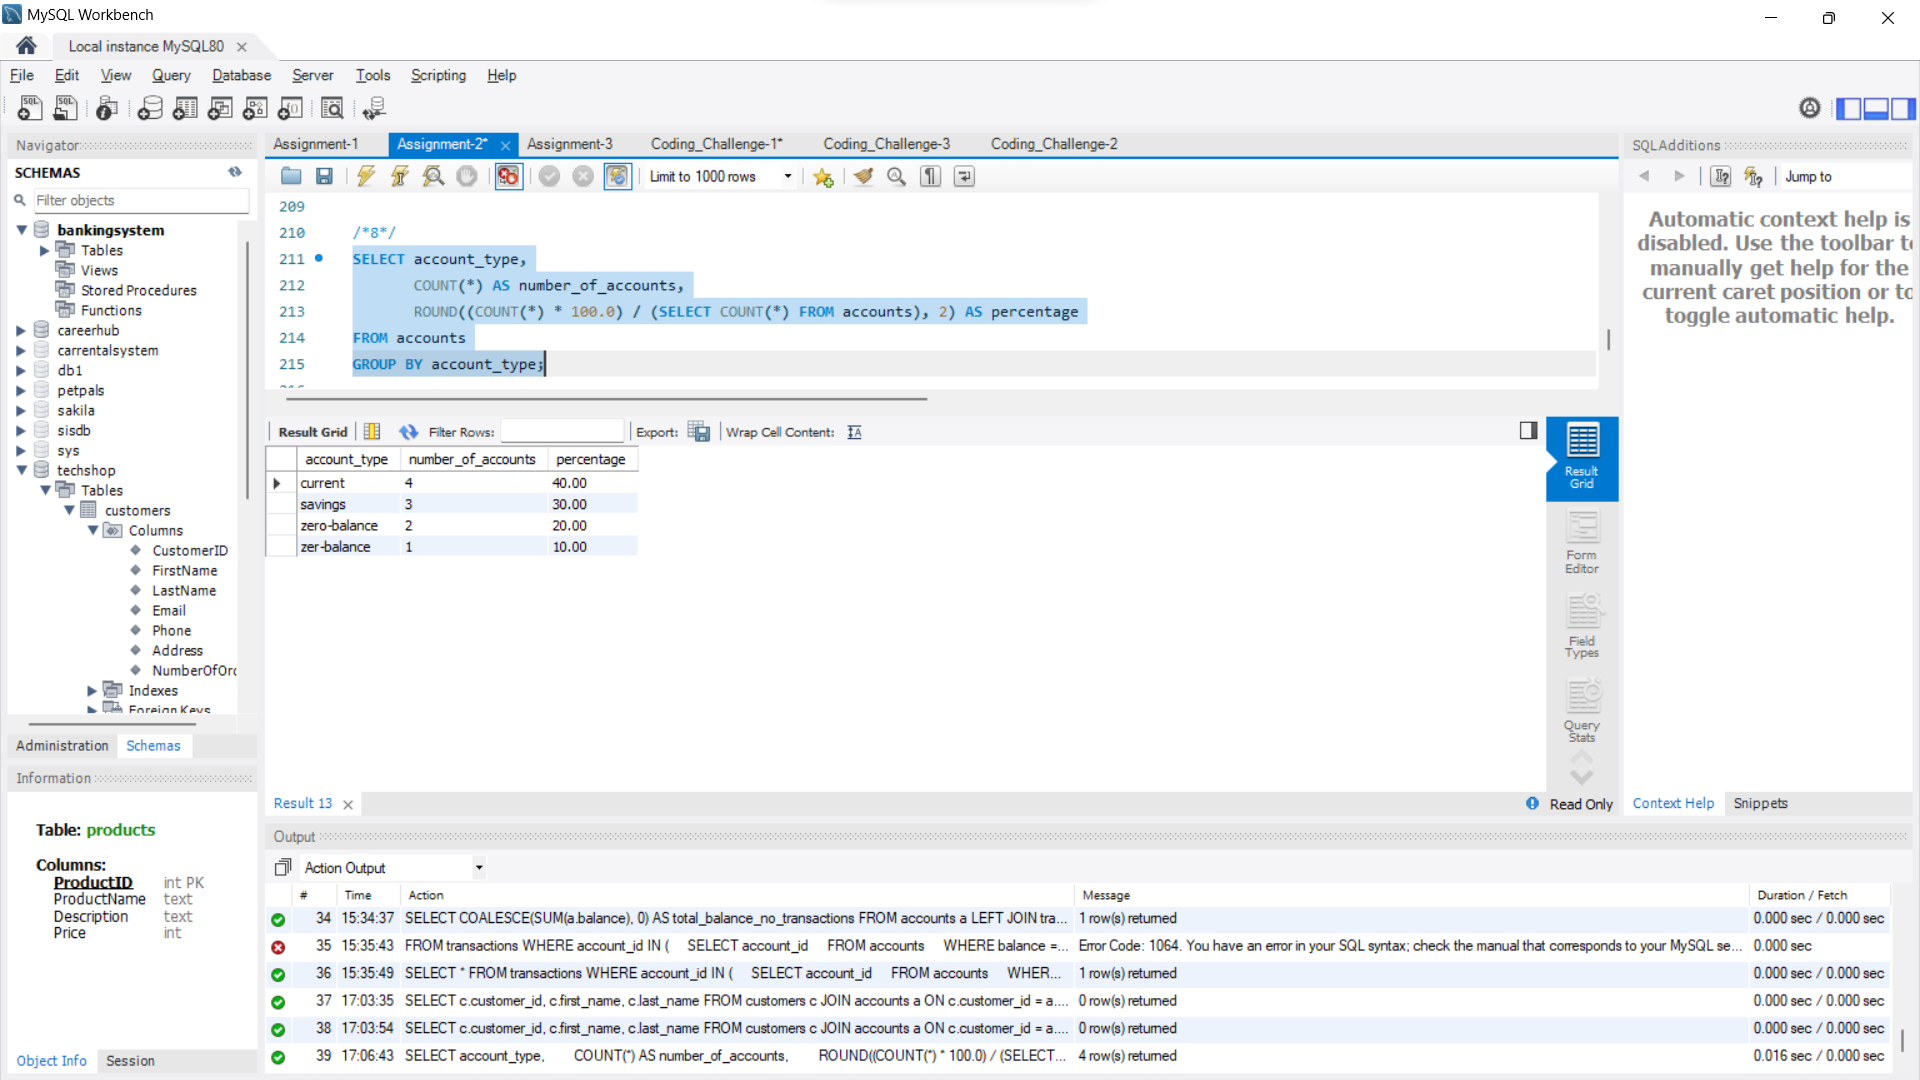 MySQL Workbench
Local instance MySQL80
File Edit View Query Database Server Tools Scripting Help
Navigator
SCHEMAS
Filter objects
bankingsystem
Tables
Views
Stored Procedures
Functions
careerhub
carrentalsystem
db1
petpals
sakila
sisdb
sys
techshop
Tables
customers
Columns
CustomerID
FirstName
LastName
Email
Phone
Address
NumberOfOrd
Indexes
Foreign Keys
Administration Schemas
Information
Table: products
Columns:
ProductID int PK
ProductName text
Description text
Price int
Object Info Session
Assignment-1 Assignment-2* Assignment-3 Coding_Challenge-1* Coding_Challenge-3 Coding_Challenge-2
Limit to 1000 rows
209
210 /*8*/
211 SELECT account_type,
212 COUNT(*) AS number_of_accounts,
213 ROUND((COUNT(*) * 100.0) / (SELECT COUNT(*) FROM accounts), 2) AS percentage
214 FROM accounts
215 GROUP BY account_type;
216
Result Grid Filter Rows: Export: Wrap Cell Content:
account_type number_of_accounts percentage
current 4 40.00
savings 3 30.00
zero-balance 2 20.00
zer-balance 1 10.00
Result Grid
Form Editor
Field Types
Query Stats
Result 13 Read Only
SQLAdditions
Jump to
Automatic context help is
disabled. Use the toolbar to
manually get help for the
current caret position or to
toggle automatic help.
Context Help Snippets
Output
Action Output
# Time Action Message Duration / Fetch
34 15:34:37 SELECT COALESCE(SUM(a.balance), 0) AS total_balance_no_transactions FROM accounts a LEFT JOIN tra... 1 row(s) returned 0.000 sec / 0.000 sec
35 15:35:43 FROM transactions WHERE account_id IN ( SELECT account_id FROM accounts WHERE balance =... Error Code: 1064. You have an error in your SQL syntax; check the manual that corresponds to your MySQL se... 0.000 sec
36 15:35:49 SELECT * FROM transactions WHERE account_id IN ( SELECT account_id FROM accounts WHER... 1 row(s) returned 0.000 sec / 0.000 sec
37 17:03:35 SELECT c.customer_id, c.first_name, c.last_name FROM customers c JOIN accounts a ON c.customer_id = a.... 0 row(s) returned 0.000 sec / 0.000 sec
38 17:03:54 SELECT c.customer_id, c.first_name, c.last_name FROM customers c JOIN accounts a ON c.customer_id = a.... 0 row(s) returned 0.000 sec / 0.000 sec
39 17:06:43 SELECT account_type, COUNT(*) AS number_of_accounts, ROUND((COUNT(*) * 100.0) / (SELECT... 4 row(s) returned 0.016 sec / 0.000 sec